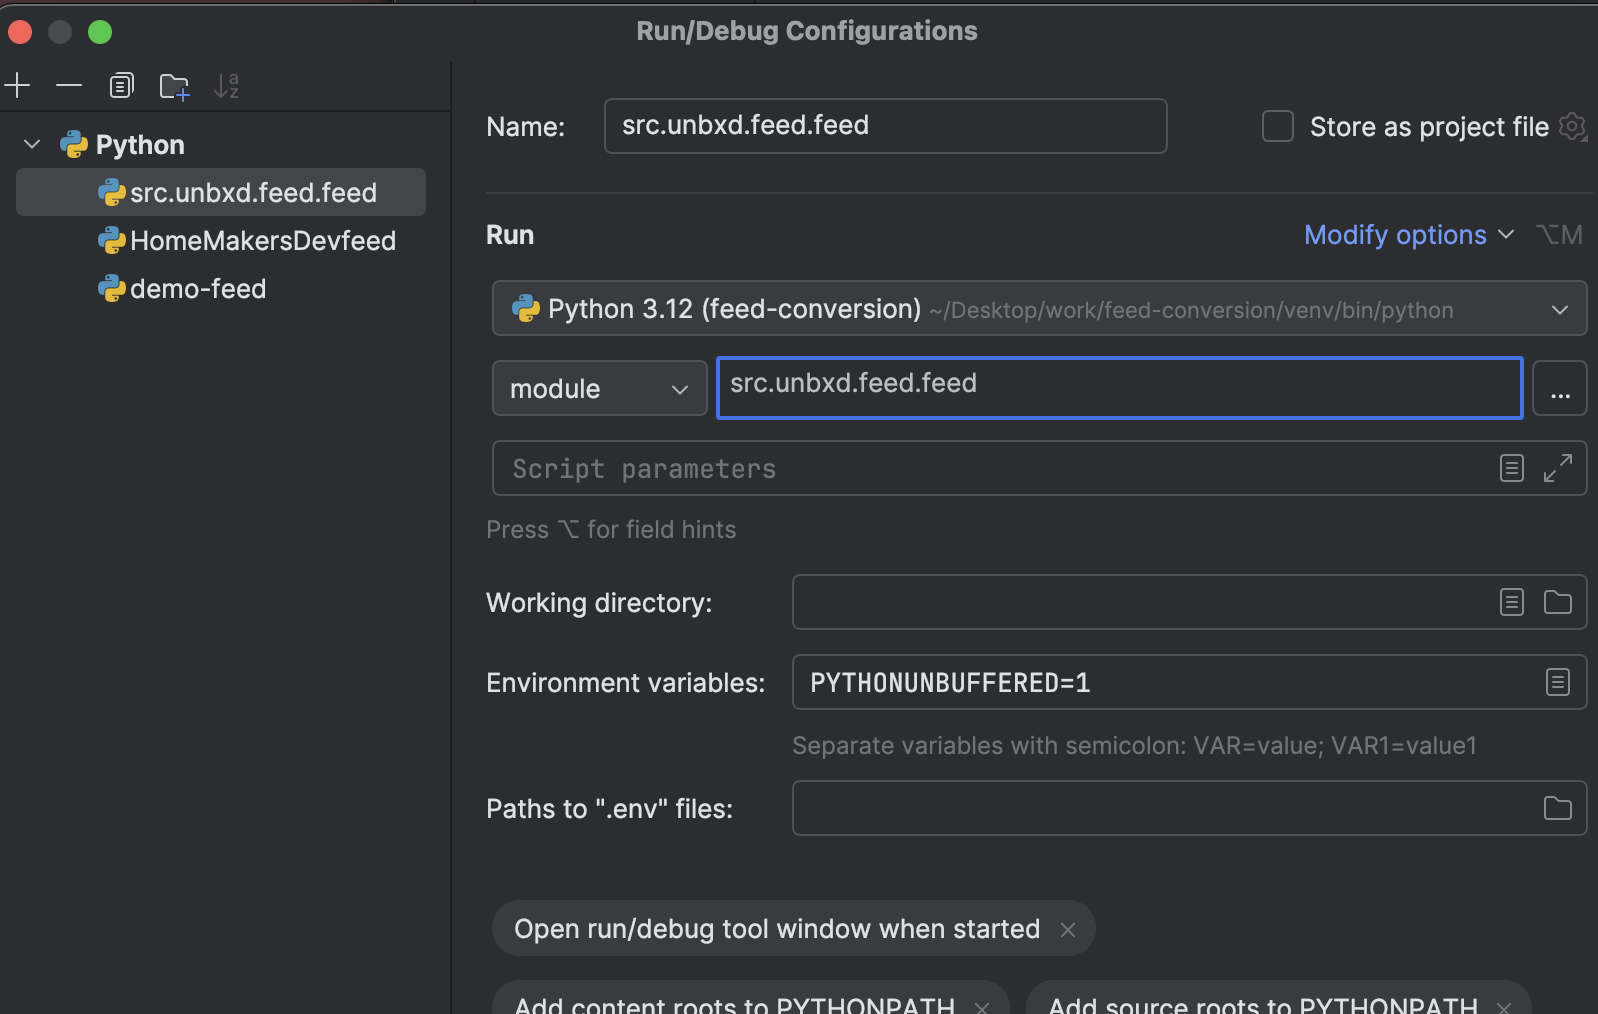 Run/Debug Configurations
Python
src.unbxd.feed.feed
HomeMakersDevfeed
demo-feed
Name:
src.unbxd.feed.feed
Store as project file
Run
Modify options
⌥M
Python 3.12 (feed-conversion) ~/Desktop/work/feed-conversion/venv/bin/python
module
src.unbxd.feed.feed
...
Script parameters
Press ⌥ for field hints
Working directory:
Environment variables:
PYTHONUNBUFFERED=1
Separate variables with semicolon: VAR=value; VAR1=value1
Paths to ".env" files:
Open run/debug tool window when started
Add content roots to PYTHONPATH
Add source roots to PYTHONPATH